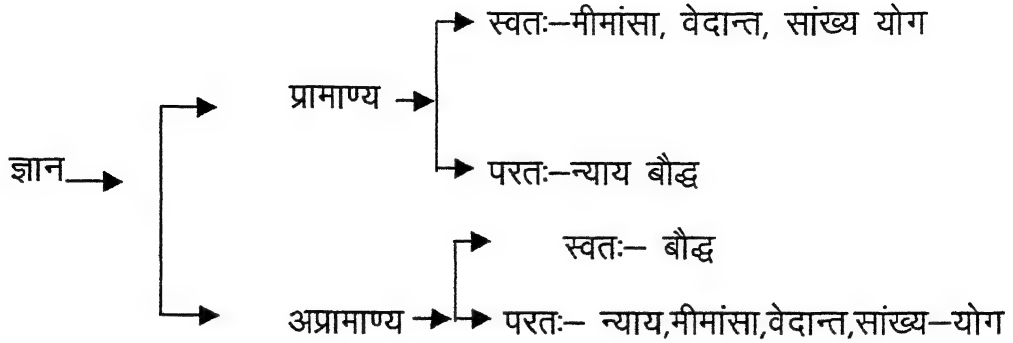 स्वतः–मीमांसा, वेदान्त, सांख्य योग
प्रामाण्य
ज्ञान
परतः–न्याय बौद्ध
स्वतः– बौद्ध
अप्रामाण्य
परतः– न्याय,मीमांसा,वेदान्त,सांख्य–योग